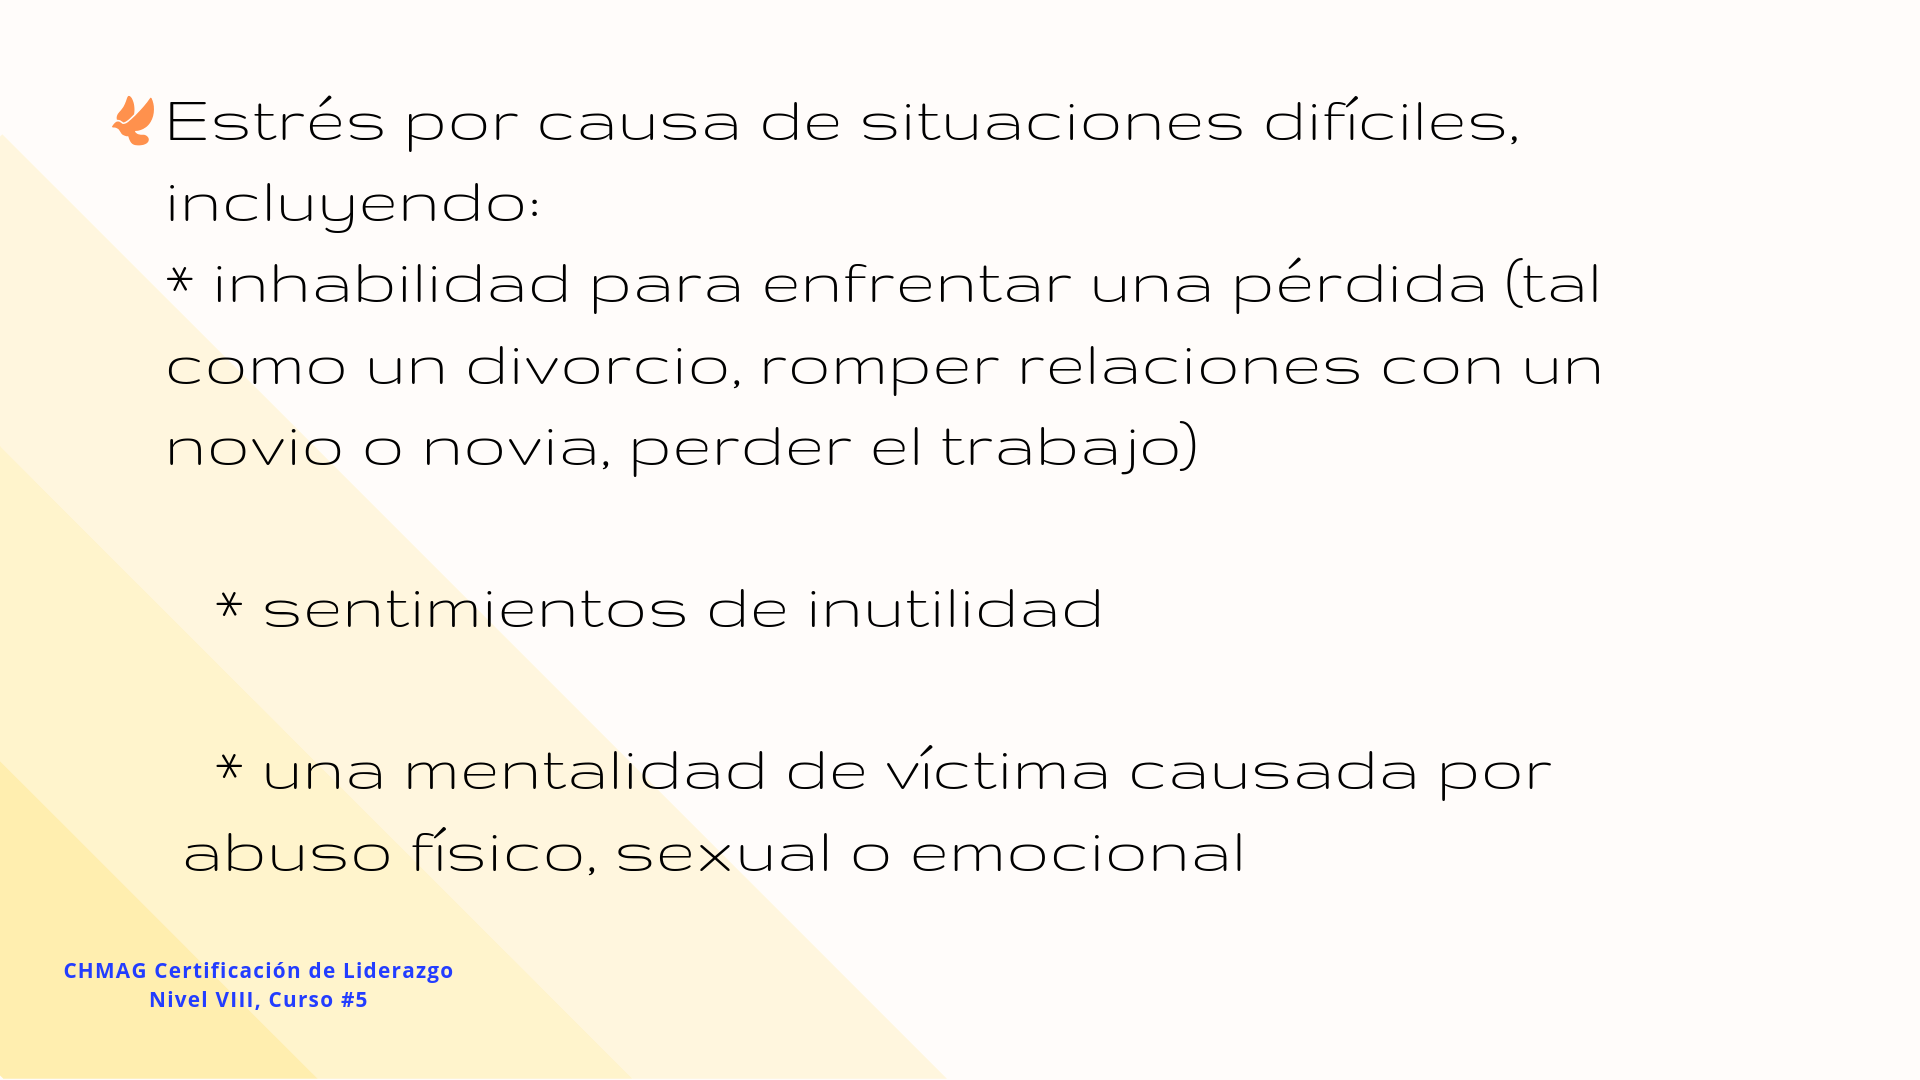 Estrés por causa de situaciones difíciles,
incluyendo:
* inhabilidad para enfrentar una pérdida (tal
como un divorcio, romper relaciones con un
novio o novia, perder el trabajo)
* sentimientos de inutilidad
* una mentalidad de víctima causada por
abuso físico, sexual o emocional
CHMAG Certificación de Liderazgo
Nivel VIII, Curso #5